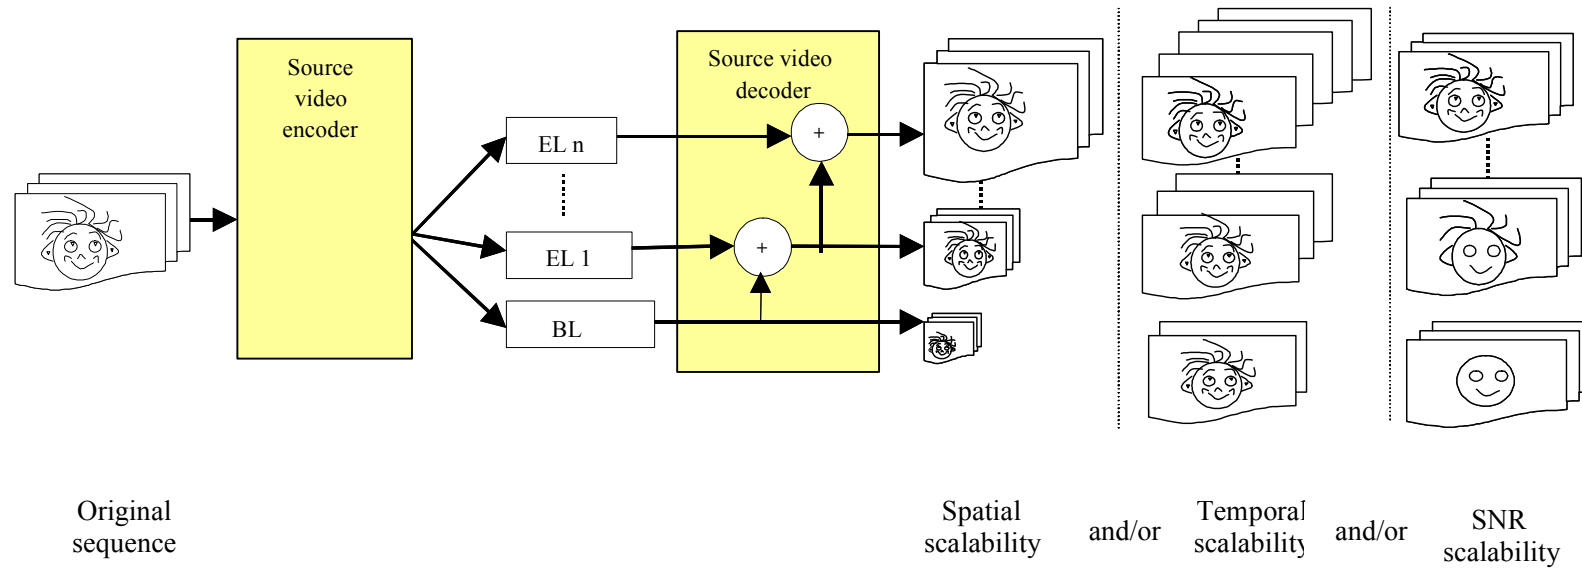 Source
video
encoder
Source video
decoder
EL n
+
EL 1
+
BL
Original
sequence
Spatial
scalability
and/or
Temporal
scalability
and/or
SNR
scalability